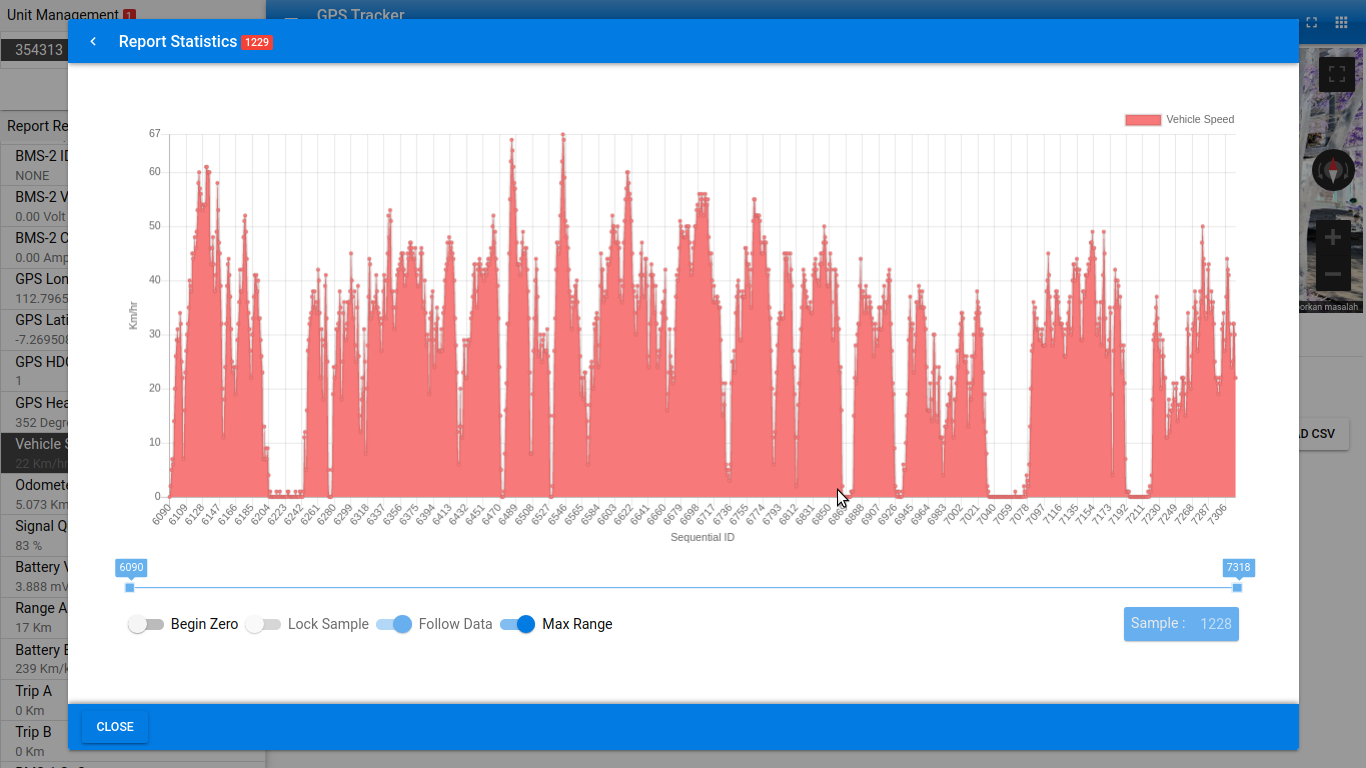 Unit Management 1
GPS Tracker
354313
Report Statistics 1229
Report Re
BMS-2 ID
NONE
BMS-2 V
0.00 Volt
BMS-2 C
0.00 Amp
GPS Lon
112.7965
GPS Lati
-7.269508
GPS HDO
1
GPS Hea
352 Degre
Vehicle S
22 Km/hr
Odomete
5.073 Km
Signal Q
83 %
Battery V
3.888 mV
Range A
17 Km
Battery E
239 Km/k
Trip A
0 Km
Trip B
0 Km
Vehicle Speed
67
60
50
40
30
20
10
0
Km/hr
6090 6109 6128 6147 6166 6185 6204 6223 6242 6261 6280 6299 6318 6337 6356 6375 6394 6413 6432 6451 6470 6489 6508 6527 6546 6565 6584 6603 6622 6641 6660 6679 6698 6717 6736 6755 6774 6793 6812 6831 6850 6869 6888 6907 6926 6945 6964 6983 7002 7021 7040 7059 7078 7097 7116 7135 7154 7173 7192 7211 7230 7249 7268 7287 7306
Sequential ID
6090
7318
Begin Zero
Lock Sample
Follow Data
Max Range
Sample : 1228
CLOSE
orkan masalah
AD CSV